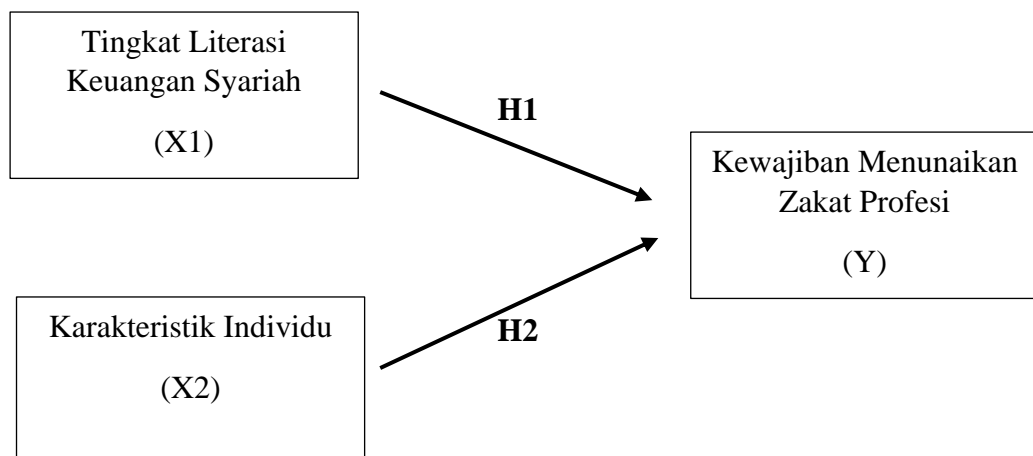 Tingkat Literasi
Keuangan Syariah
(X1)
H1
Kewajiban Menunaikan
Zakat Profesi
(Y)
Karakteristik Individu
(X2)
H2